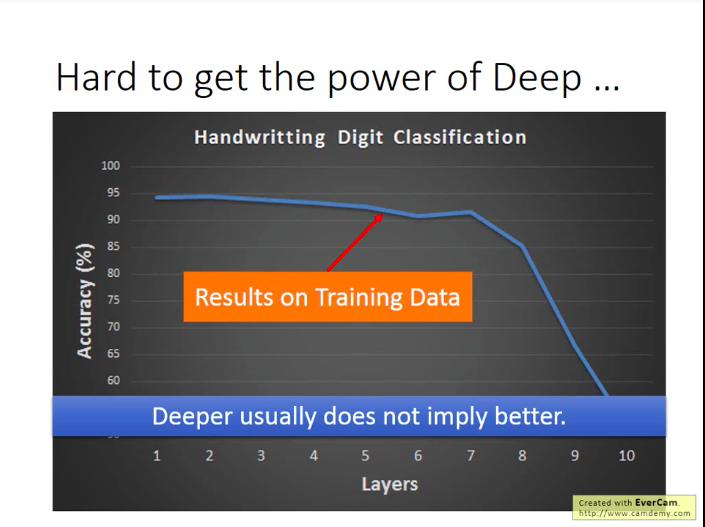 Hard to get the power of Deep ...
Handwritting Digit Classification
100
95
90
85
80
75
70
65
60
Accuracy (%)
Results on Training Data
Deeper usually does not imply better.
1 2 3 4 5 6 7 8 9 10
Layers
Created with EverCam.
http://www.camdemy.com